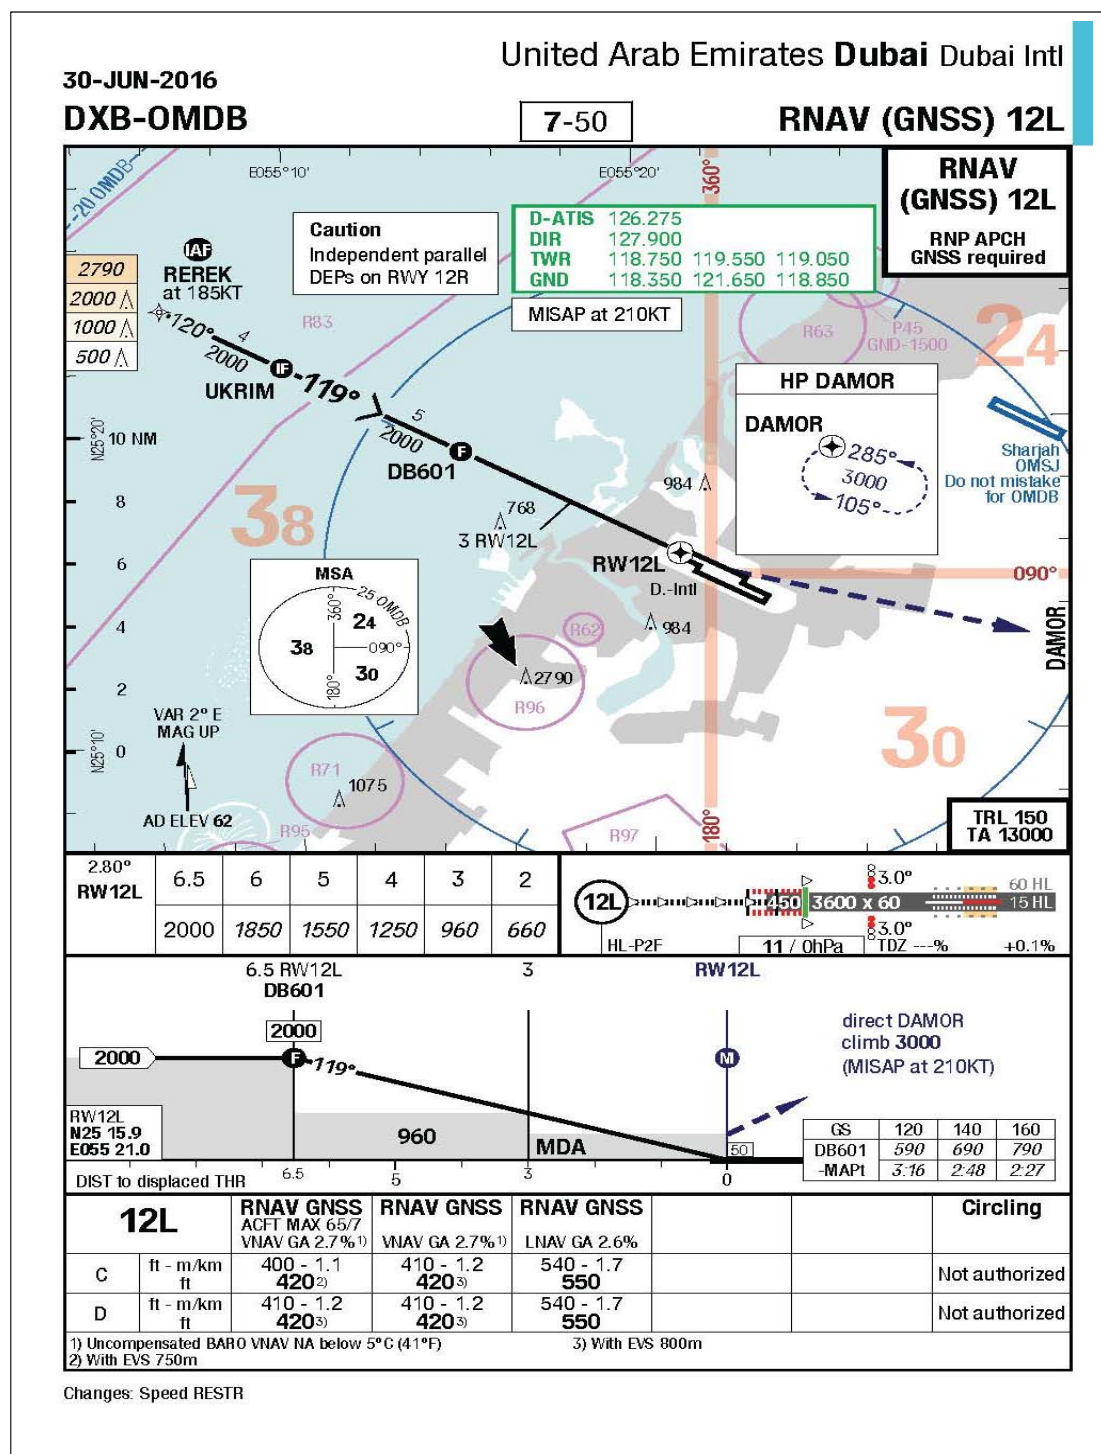 United Arab Emirates Dubai Dubai Intl
30-JUN-2016
DXB-OMDB
7-50
RNAV (GNSS) 12L
20 OMDB
E055°10'
E055°20'
360°
RNAV
(GNSS) 12L
RNP APCH
GNSS required
Caution
Independent parallel
DEPs on RWY 12R
D-ATIS 126.275
DIR 127.900
TWR 118.750 119.550 119.050
GND 118.350 121.650 118.850
MISAP at 210KT
IAF
REREK
at 185KT
2790
2000
1000
500
120°
4
2000
R83
IF
UKRIM
119°
5
2000
F
DB601
R63
P45
GND-1500
24
HP DAMOR
DAMOR
285°
3000
105°
Sharjah
OMSJ
Do not mistake
for OMDB
N25°20'
10 NM
8
6
4
2
0
N25°10'
38
768
3 RW12L
984
RW12L
D.-Intl
090°
DAMOR
MSA
25 OMDB
360°
24
38
090°
30
180°
R62
984
2790
R96
VAR 2° E
MAG UP
AD ELEV 62
R71
1075
R95
R97
180°
30
TRL 150
TA 13000
2.80°
RW12L
6.5 6 5 4 3 2
2000 1850 1550 1250 960 660
12L
450 3600 x 60
3.0°
3.0°
60 HL
15 HL
HL-P2F
11 / 0hPa
TDZ ---%
+0.1%
6.5 RW12L
DB601
3
RW12L
2000
2000
F
119°
M
direct DAMOR
climb 3000
(MISAP at 210KT)
RW12L
N25 15.9
E055 21.0
960
MDA
50
GS 120 140 160
DB601 590 690 790
-MAPt 3:16 2:48 2:27
DIST to displaced THR
6.5 5 3 0
12L
RNAV GNSS
ACFT MAX 65/7
VNAV GA 2.7%1)
RNAV GNSS
VNAV GA 2.7%1)
RNAV GNSS
LNAV GA 2.6%
Circling
C ft - m/km 400 - 1.1 410 - 1.2 540 - 1.7 Not authorized
ft 4202) 4203) 550
D ft - m/km 410 - 1.2 410 - 1.2 540 - 1.7 Not authorized
ft 4203) 4203) 550
1) Uncompensated BARO VNAV NA below 5°C (41°F) 3) With EVS 800m
2) With EVS 750m
Changes: Speed RESTR